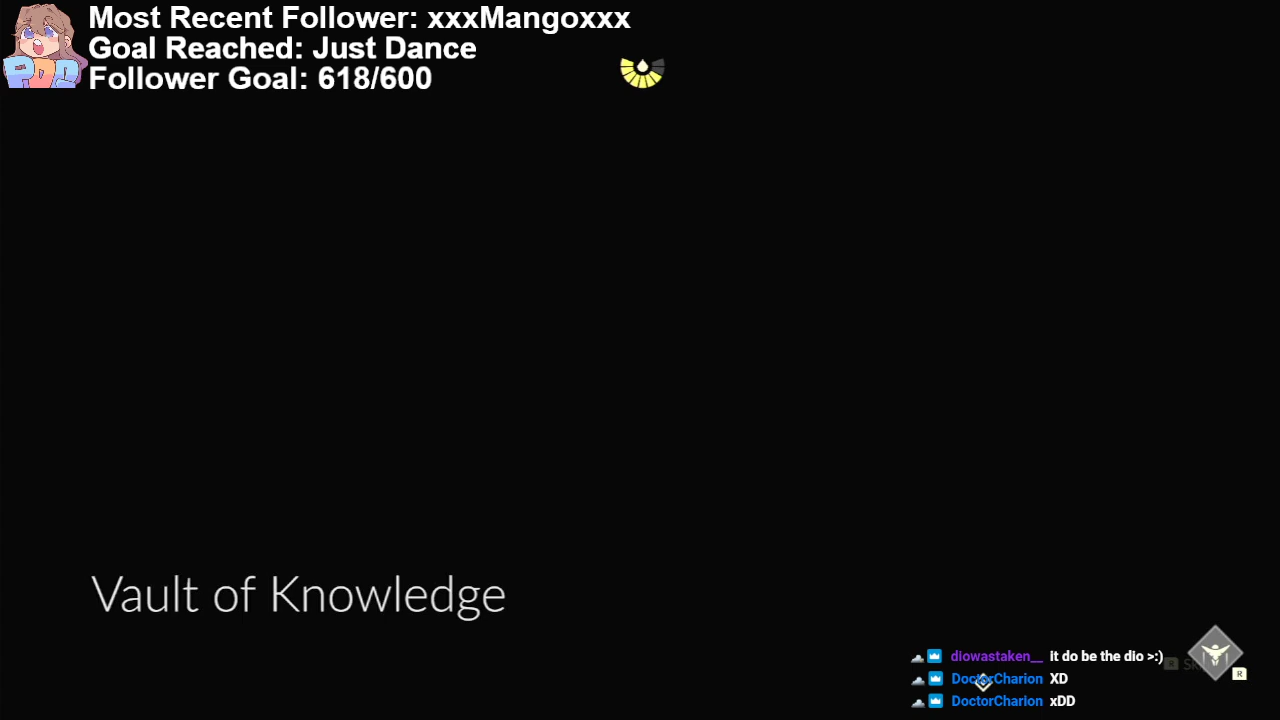 Most Recent Follower: xxxMangoxxx
Goal Reached: Just Dance
Follower Goal: 618/600
Vault of Knowledge
diowastaken__ it do be the dio >:)
DoctorCharion XD
DoctorCharion xDD
R